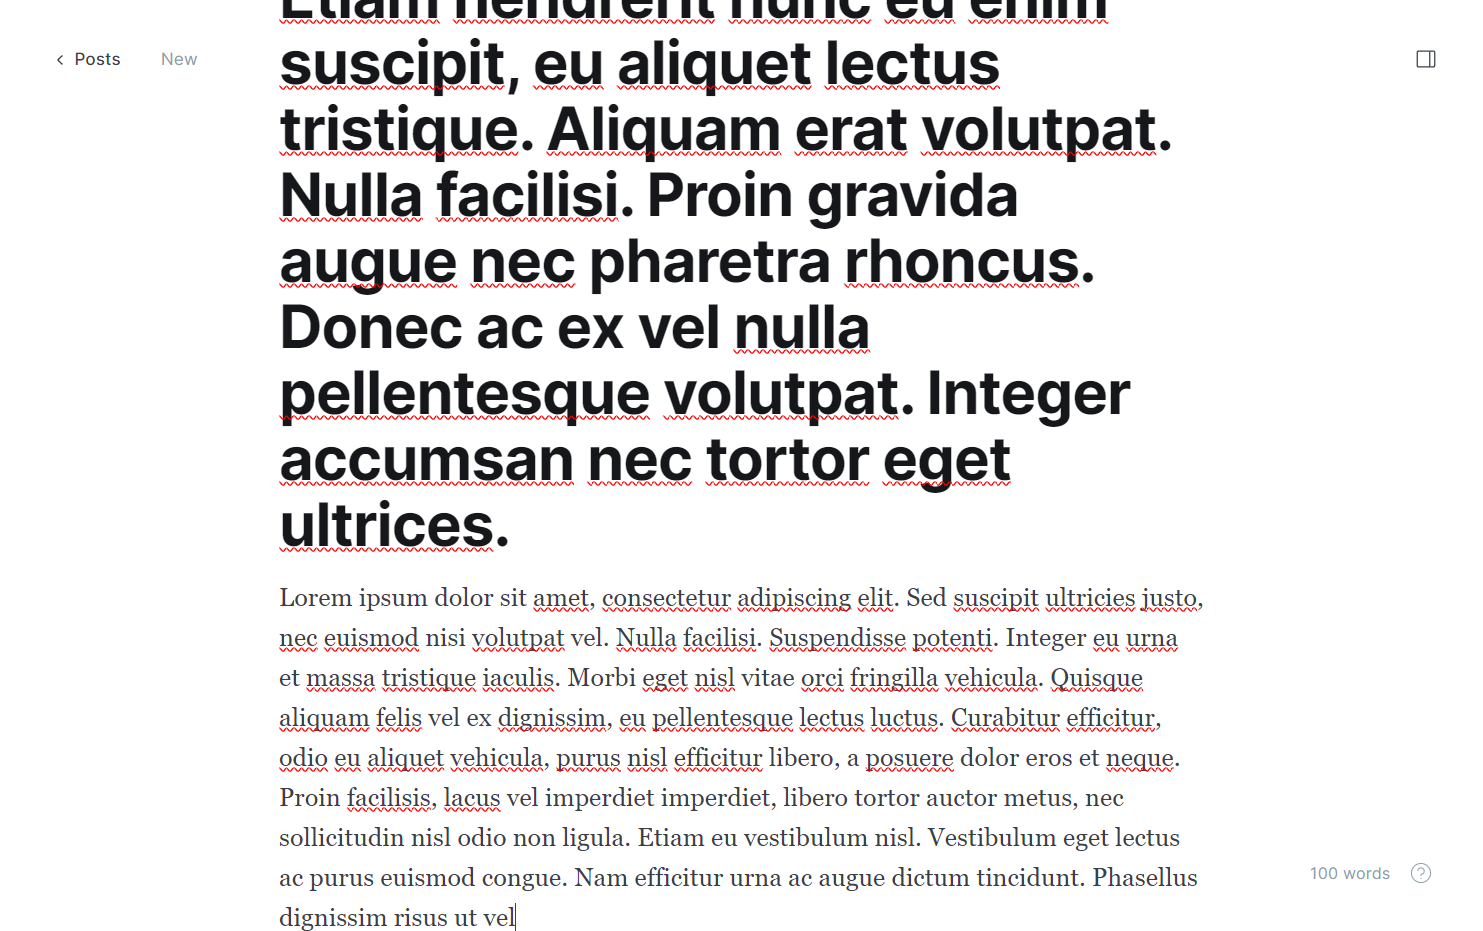 Etiam hendrerit nunc eu enim
Posts
New
suscipit, eu aliquet lectus
tristique. Aliquam erat volutpat.
Nulla facilisi. Proin gravida
augue nec pharetra rhoncus.
Donec ac ex vel nulla
pellentesque volutpat. Integer
accumsan nec tortor eget
ultrices.
Lorem ipsum dolor sit amet, consectetur adipiscing elit. Sed suscipit ultricies justo,
nec euismod nisi volutpat vel. Nulla facilisi. Suspendisse potenti. Integer eu urna
et massa tristique iaculis. Morbi eget nisl vitae orci fringilla vehicula. Quisque
aliquam felis vel ex dignissim, eu pellentesque lectus luctus. Curabitur efficitur,
odio eu aliquet vehicula, purus nisl efficitur libero, a posuere dolor eros et neque.
Proin facilisis, lacus vel imperdiet imperdiet, libero tortor auctor metus, nec
sollicitudin nisl odio non ligula. Etiam eu vestibulum nisl. Vestibulum eget lectus
ac purus euismod congue. Nam efficitur urna ac augue dictum tincidunt. Phasellus
dignissim risus ut vel
100 words
?